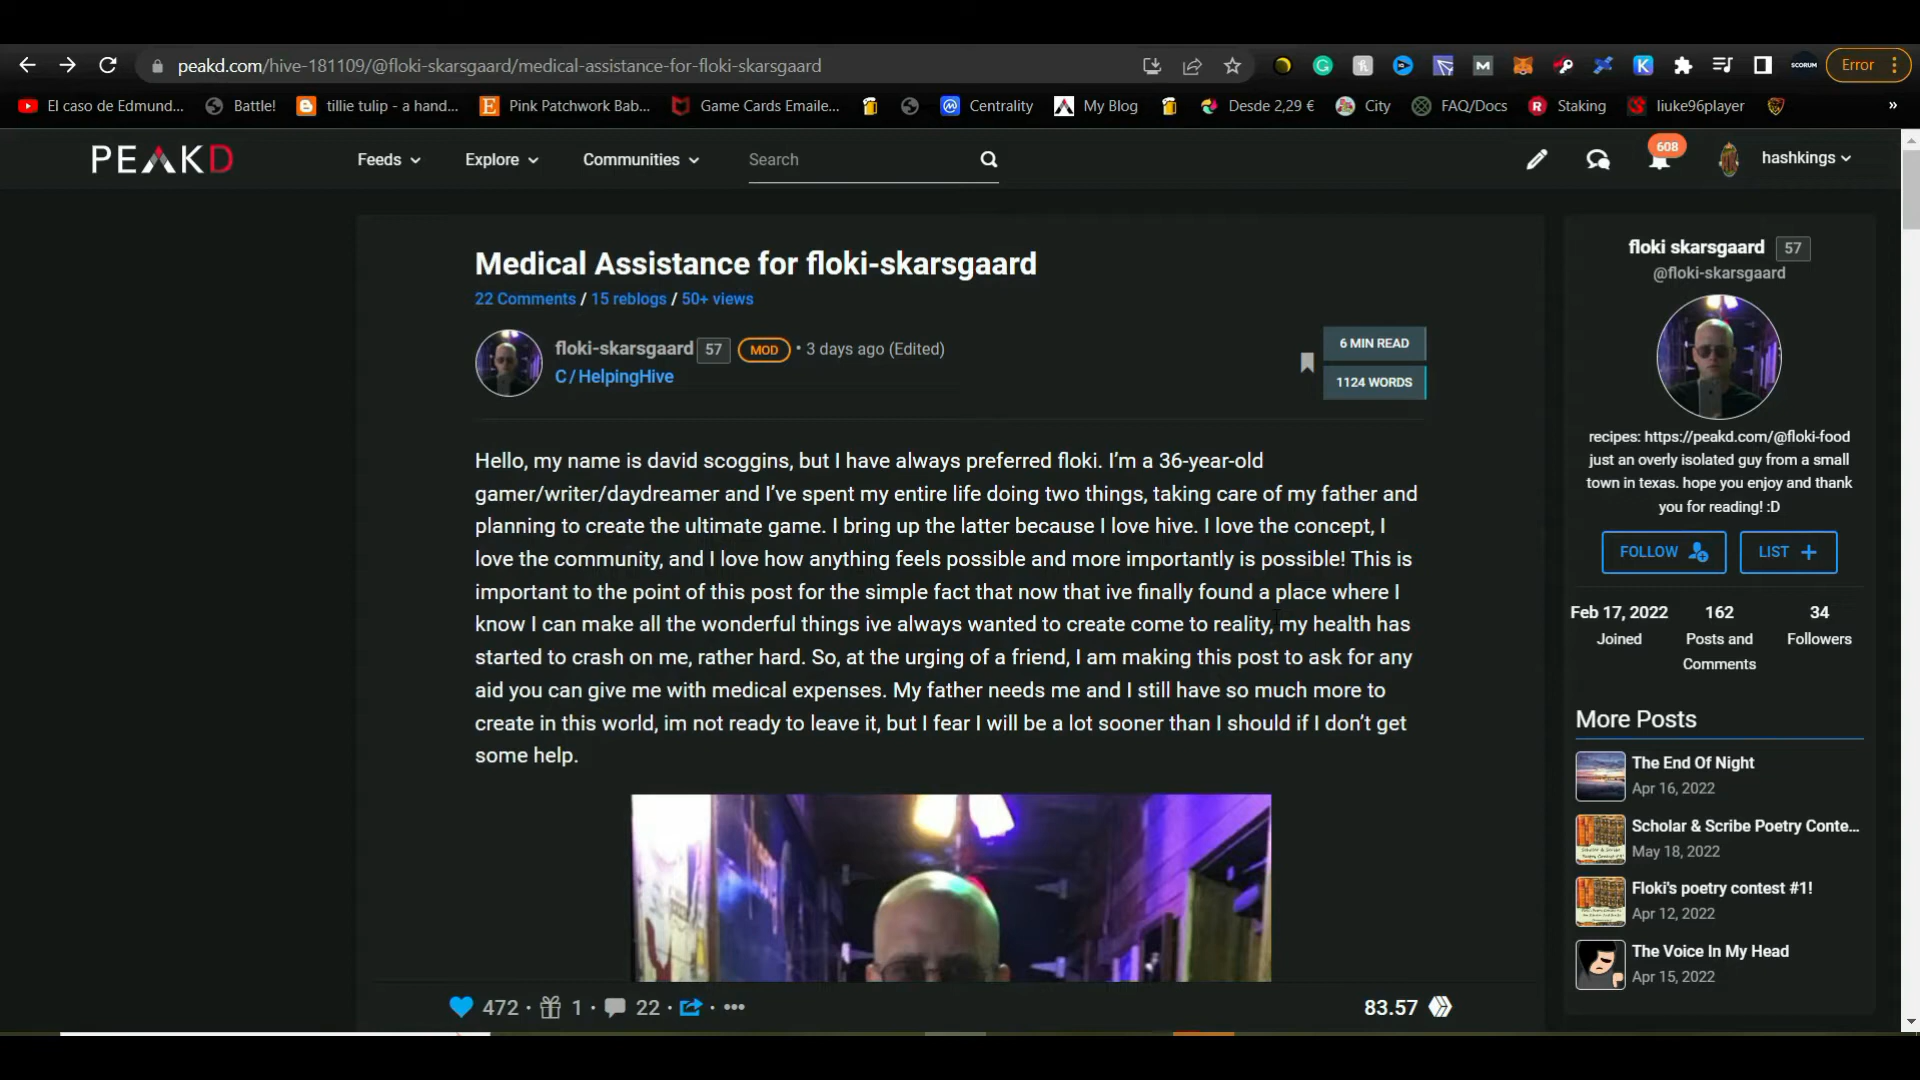 peakd.com/hive-181109/@floki-skarsgaard/medical-assistance-for-floki-skarsgaard
SCORUM
Error
El caso de Edmund...
Battle!
tillie tulip - a hand...
Pink Patchwork Bab...
Game Cards Emaile...
Centrality
My Blog
Desde 2,29 €
City
FAQ/Docs
Staking
liuke96player
»
PEAKD
Feeds
Explore
Communities
Search
608
hashkings
Medical Assistance for floki-skarsgaard
22 Comments / 15 reblogs / 50+ views
floki-skarsgaard 57 MOD • 3 days ago (Edited)
C/HelpingHive
6 MIN READ
1124 WORDS
Hello, my name is david scoggins, but I have always preferred floki. I’m a 36-year-old
gamer/writer/daydreamer and I’ve spent my entire life doing two things, taking care of my father and
planning to create the ultimate game. I bring up the latter because I love hive. I love the concept, I
love the community, and I love how anything feels possible and more importantly is possible! This is
important to the point of this post for the simple fact that now that ive finally found a place where I
know I can make all the wonderful things ive always wanted to create come to reality, my health has
started to crash on me, rather hard. So, at the urging of a friend, I am making this post to ask for any
aid you can give me with medical expenses. My father needs me and I still have so much more to
create in this world, im not ready to leave it, but I fear I will be a lot sooner than I should if I don’t get
some help.
472 · 1 · 22 · · •••
83.57
floki skarsgaard 57
@floki-skarsgaard
recipes: https://peakd.com/@floki-food
just an overly isolated guy from a small
town in texas. hope you enjoy and thank
you for reading! :D
FOLLOW
LIST +
Feb 17, 2022
Joined
162
Posts and
Comments
34
Followers
More Posts
The End Of Night
Apr 16, 2022
Scholar & Scribe Poetry Conte...
May 18, 2022
Floki's poetry contest #1!
Apr 12, 2022
The Voice In My Head
Apr 15, 2022